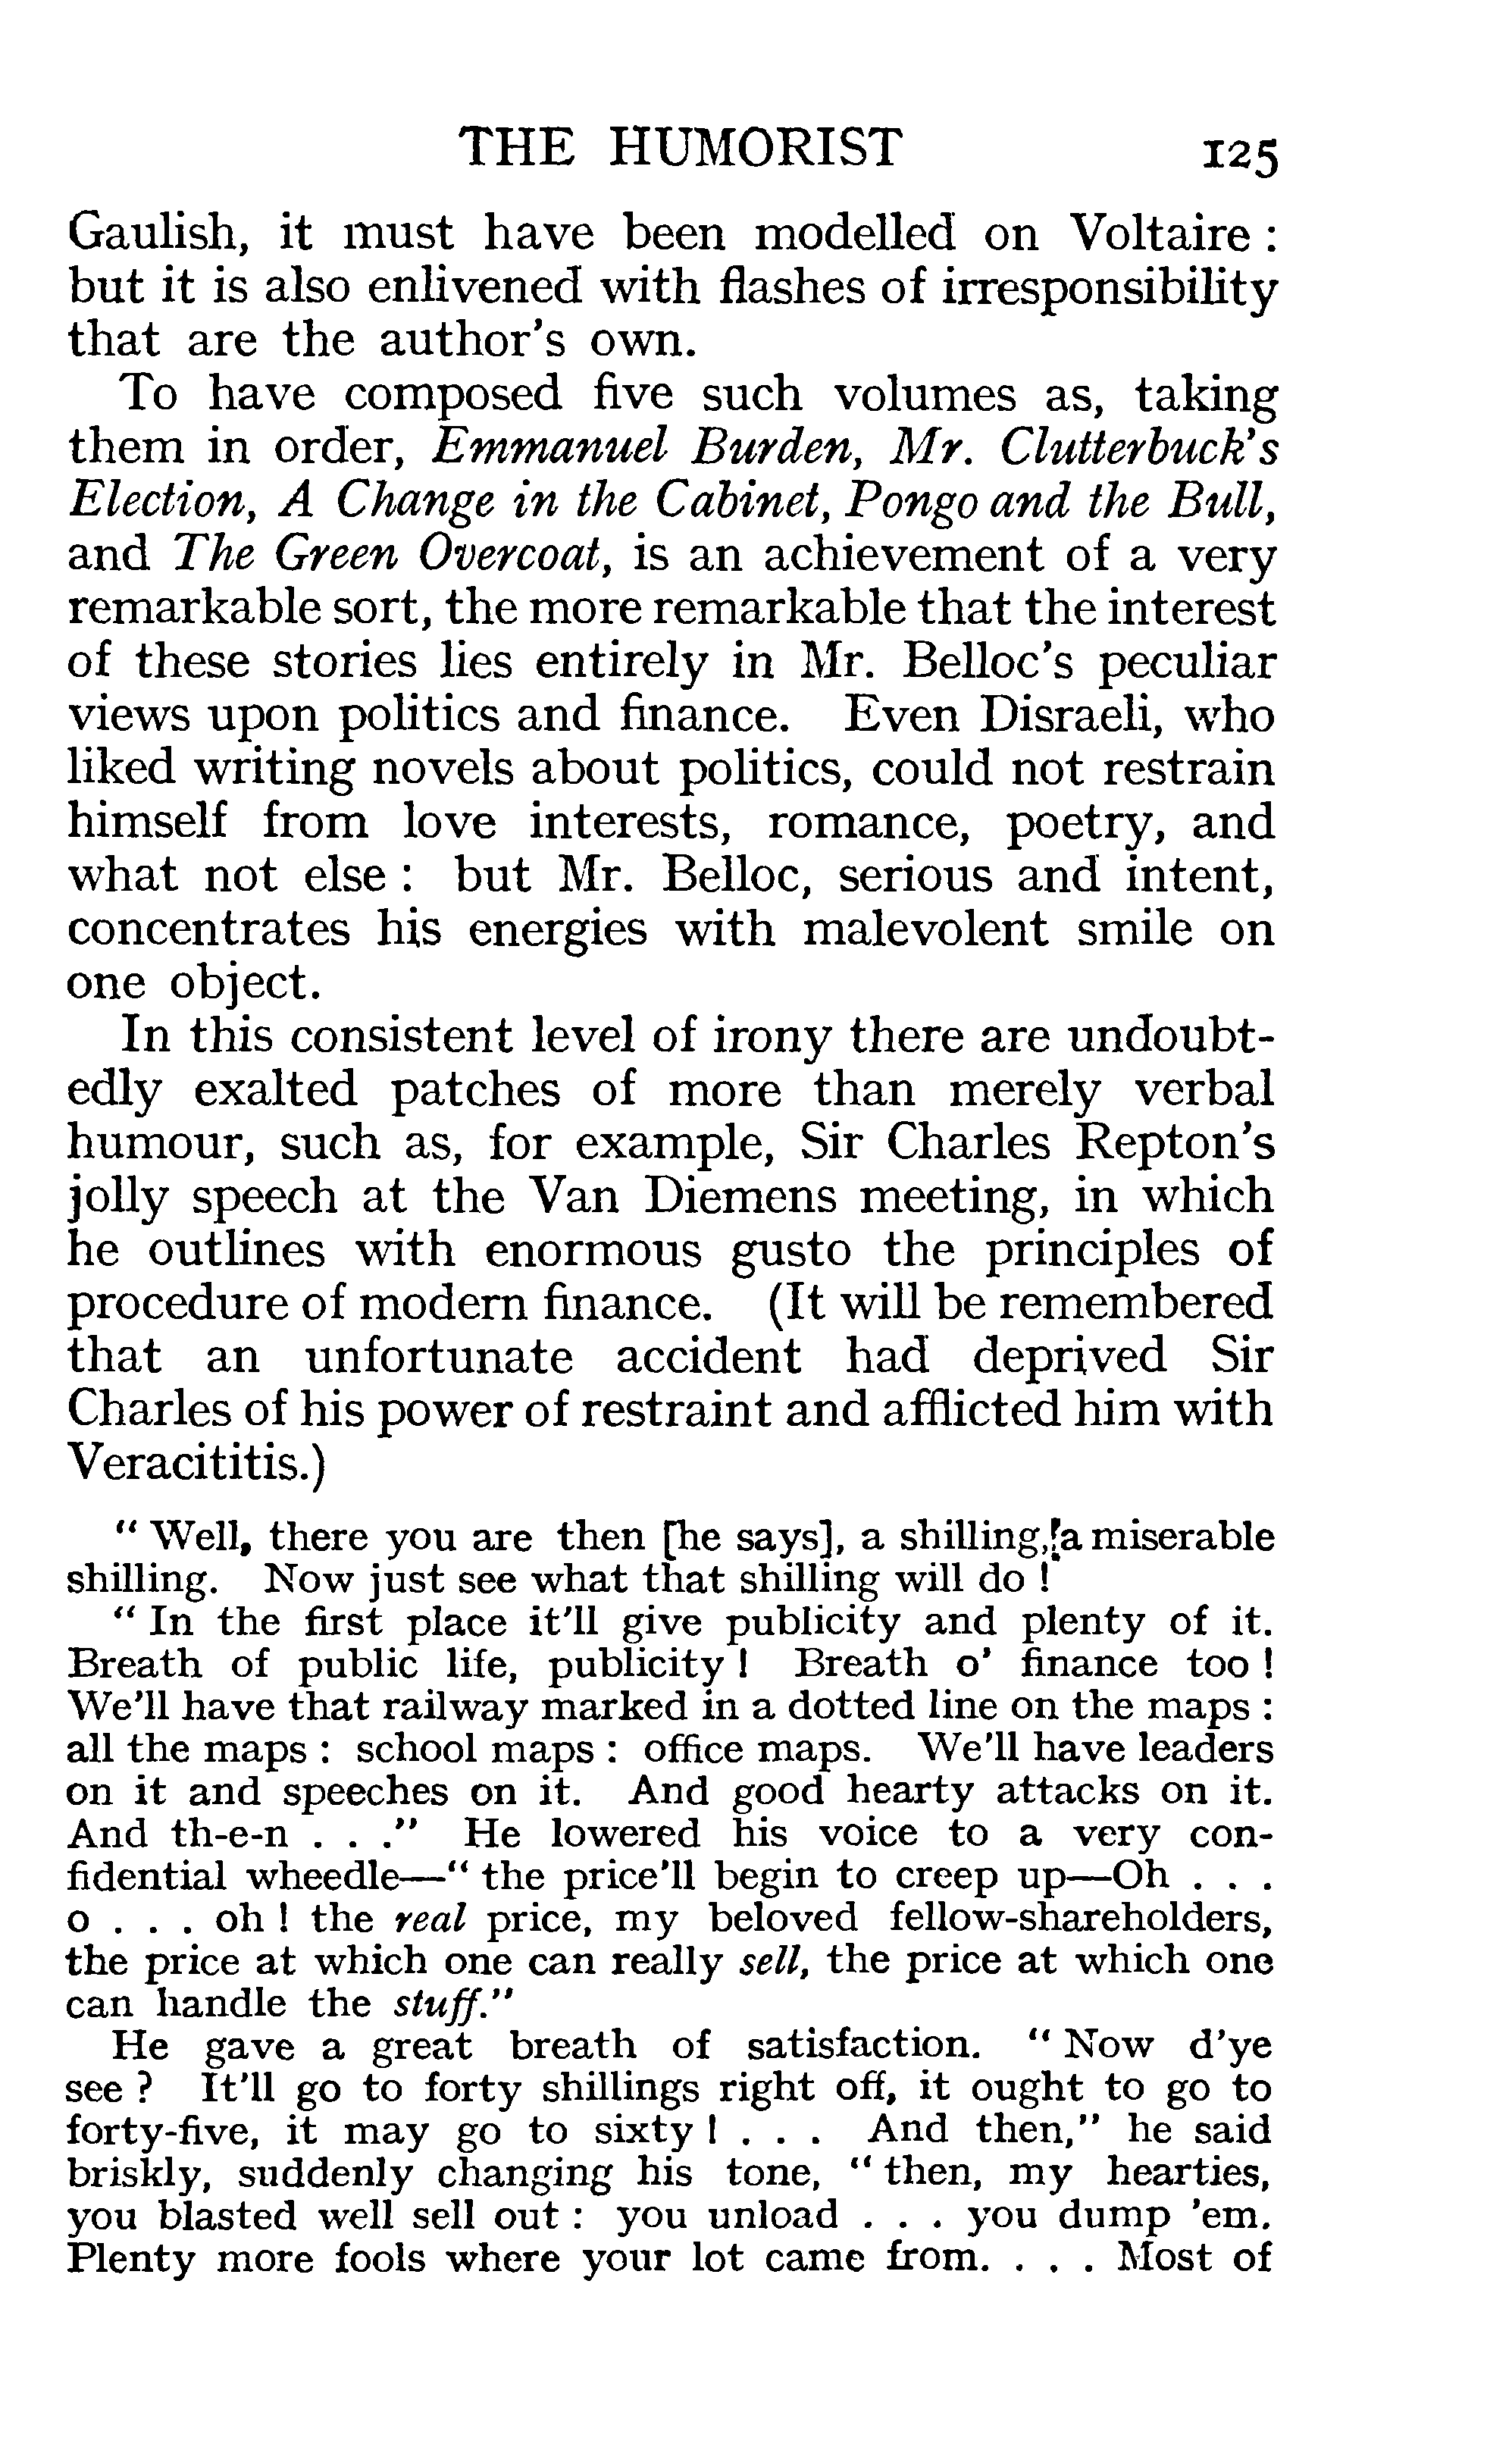 THE HUMORIST 125
Gaulish, it must have been modelled on Voltaire :
but it is also enlivened with flashes of irresponsibility
that are the author's own.
To have composed five such volumes as, taking
them in order, Emmanuel Burden, Mr. Clutterbuck's
Election, A Change in the Cabinet, Pongo and the Bull,
and The Green Overcoat, is an achievement of a very
remarkable sort, the more remarkable that the interest
of these stories lies entirely in Mr. Belloc's peculiar
views upon politics and finance. Even Disraeli, who
liked writing novels about politics, could not restrain
himself from love interests, romance, poetry, and
what not else : but Mr. Belloc, serious and intent,
concentrates his energies with malevolent smile on
one object.
In this consistent level of irony there are undoubt-
edly exalted patches of more than merely verbal
humour, such as, for example, Sir Charles Repton's
jolly speech at the Van Diemens meeting, in which
he outlines with enormous gusto the principles of
procedure of modern finance. (It will be remembered
that an unfortunate accident had deprived Sir
Charles of his power of restraint and afflicted him with
Veracititis.)
“ Well, there you are then [he says], a shilling, a miserable
shilling. Now just see what that shilling will do !
“ In the first place it'll give publicity and plenty of it.
Breath of public life, publicity ! Breath o' finance too !
We'll have that railway marked in a dotted line on the maps :
all the maps : school maps : office maps. We'll have leaders
on it and speeches on it. And good hearty attacks on it.
And th-e-n . . .” He lowered his voice to a very con-
fidential wheedle—“ the price'll begin to creep up—Oh . . .
o . . . oh ! the real price, my beloved fellow-shareholders,
the price at which one can really sell, the price at which one
can handle the stuff.”
He gave a great breath of satisfaction. “ Now d'ye
see ? It'll go to forty shillings right off, it ought to go to
forty-five, it may go to sixty ! . . . And then,” he said
briskly, suddenly changing his tone, “ then, my hearties,
you blasted well sell out : you unload . . . you dump 'em.
Plenty more fools where your lot came from. . . . Most of